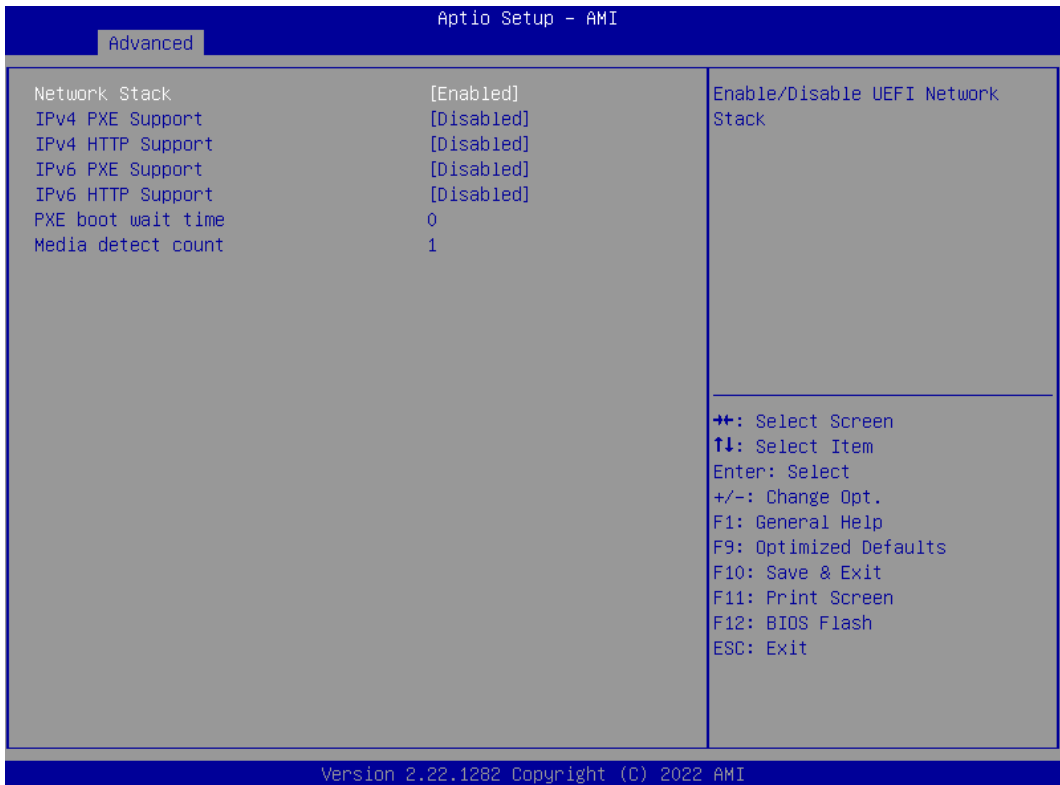 Aptio Setup – AMI
Advanced
Network Stack [Enabled]
IPv4 PXE Support [Disabled]
IPv4 HTTP Support [Disabled]
IPv6 PXE Support [Disabled]
IPv6 HTTP Support [Disabled]
PXE boot wait time 0
Media detect count 1
Enable/Disable UEFI Network
Stack
→←: Select Screen
↑↓: Select Item
Enter: Select
+/-: Change Opt.
F1: General Help
F9: Optimized Defaults
F10: Save & Exit
F11: Print Screen
F12: BIOS Flash
ESC: Exit
Version 2.22.1282 Copyright (C) 2022 AMI